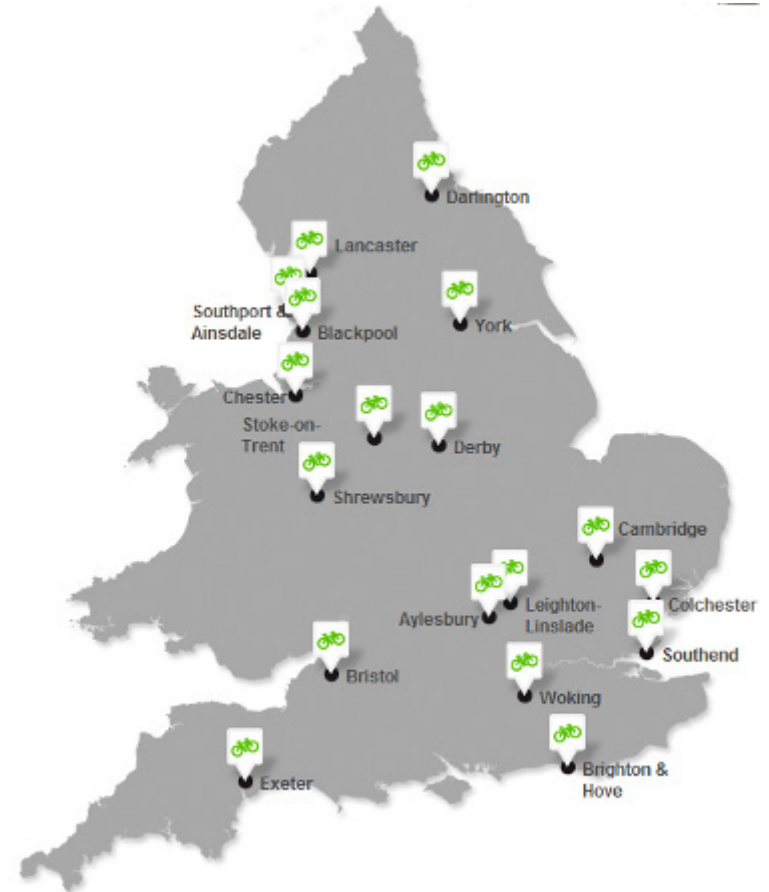 Darlington
Lancaster
Southport &
Ainsdale
Blackpool
York
Chester
Stoke-on-
Trent
Derby
Shrewsbury
Cambridge
Aylesbury
Leighton-
Linslade
Colchester
Southend
Bristol
Woking
Exeter
Brighton &
Hove